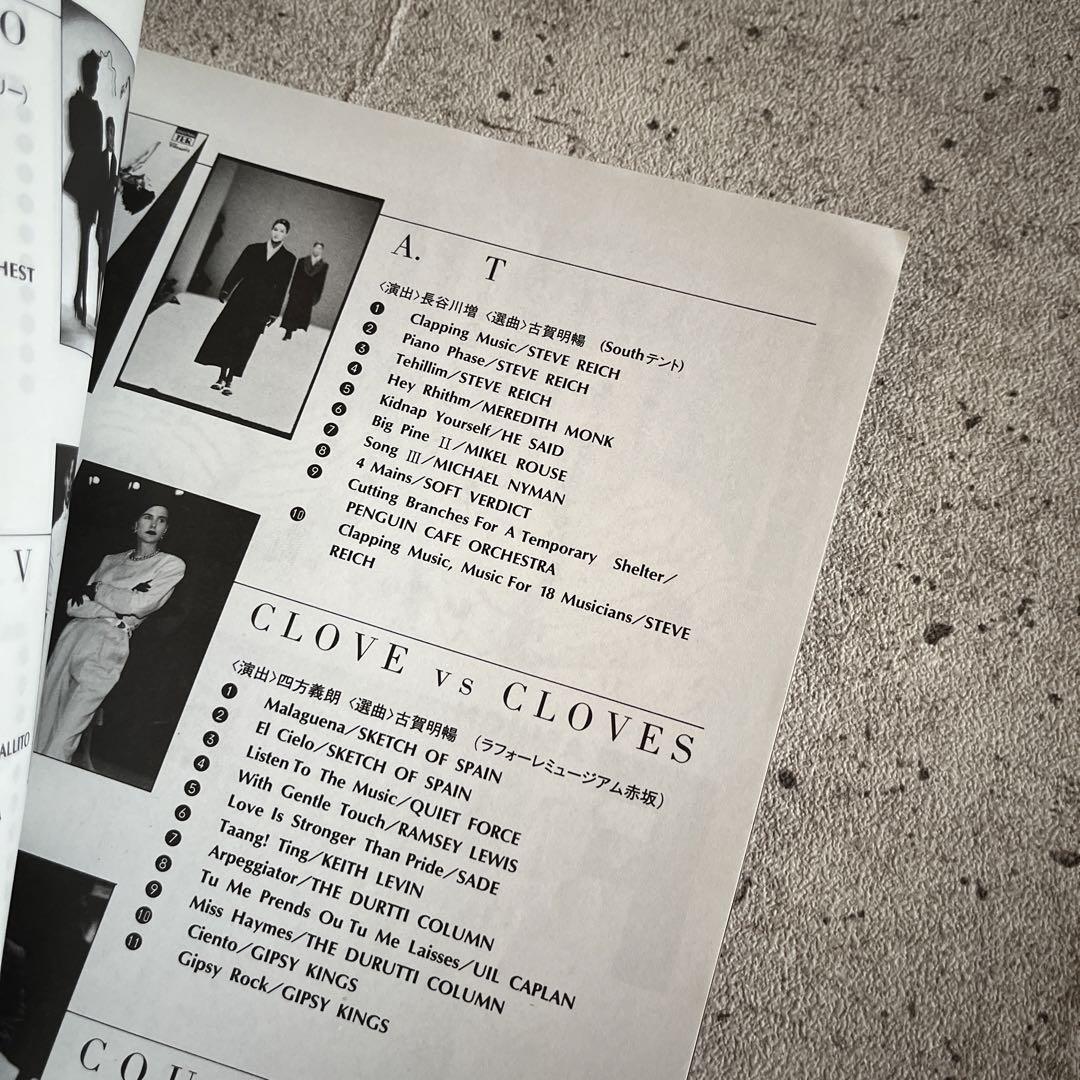 O
リー）
HEST
V
ALLITO
A. T
〈演出〉長谷川増 〈選曲〉古賀明暢 （Southテント）
❶ Clapping Music／STEVE REICH
❷ Piano Phase／STEVE REICH
❸ Tehillim／STEVE REICH
❹ Hey Rhithm／MEREDITH MONK
❺ Kidnap Yourself／HE SAID
❻ Big Pine Ⅱ／MIKEL ROUSE
❼ Song Ⅲ／MICHAEL NYMAN
❽ 4 Mains／SOFT VERDICT
❾ Cutting Branches For A Temporary Shelter／
PENGUIN CAFE ORCHESTRA
❿ Clapping Music, Music For 18 Musicians／STEVE
REICH
CLOVE vs CLOVES
〈演出〉四方義朗 〈選曲〉古賀明暢 （ラフォーレミュージアム赤坂）
❶ Malaguena／SKETCH OF SPAIN
❷ El Cielo／SKETCH OF SPAIN
❸ Listen To The Music／QUIET FORCE
❹ With Gentle Touch／RAMSEY LEWIS
❺ Love Is Stronger Than Pride／SADE
❻ Taang! Ting／KEITH LEVIN
❼ Arpeggiator／THE DURTTI COLUMN
❽ Tu Me Prends Ou Tu Me Laisses／UIL CAPLAN
❾ Miss Haymes／THE DURUTTI COLUMN
❿ Ciento／GIPSY KINGS
⓫ Gipsy Rock／GIPSY KINGS